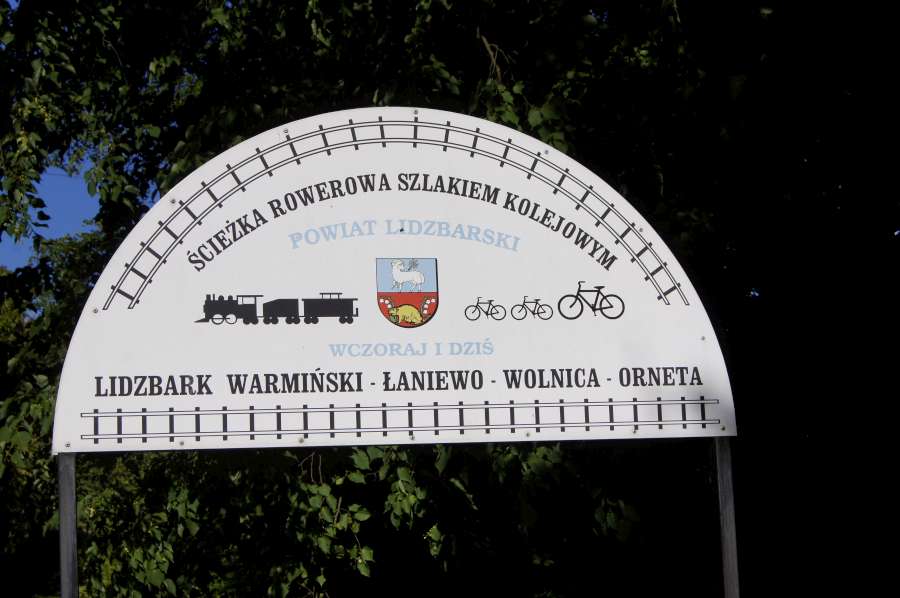 ŚCIEŻKA ROWEROWA SZLAKIEM KOLEJOWYM
POWIAT LIDZBARSKI
WCZORAJ I DZIŚ
LIDZBARK WARMIŃSKI - ŁANIEWO - WOLNICA - ORNETA